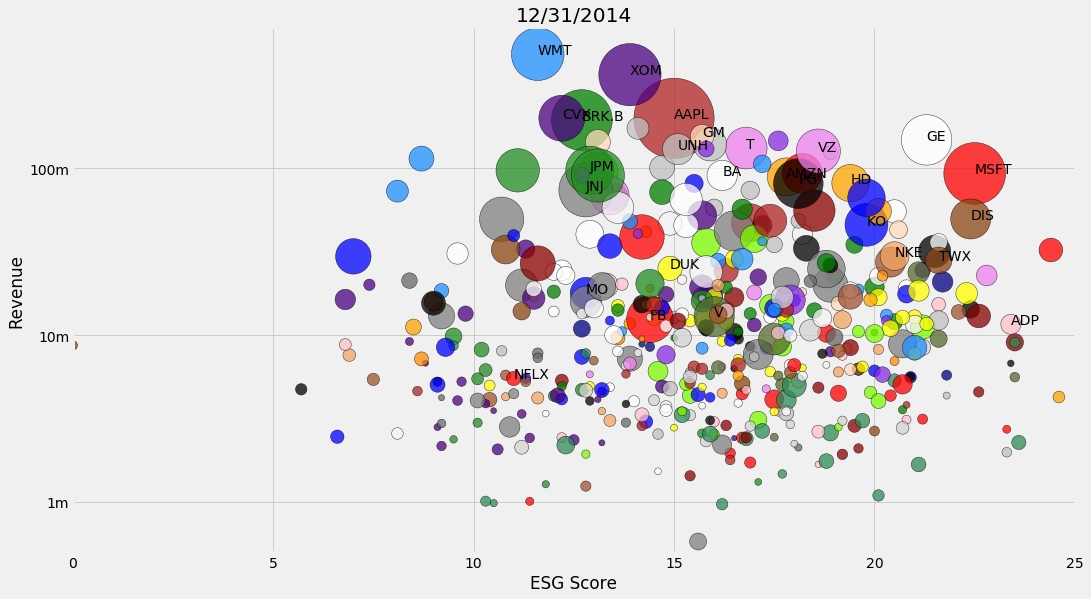 12/31/2014
WMT
XOM
CVX
BRK.B
AAPL
GM
UNH
T
VZ
GE
JPM
JNJ
BA
AMZN
HD
MSFT
DIS
KO
NKE
TWX
DUK
MO
FB
V
ADP
NFLX
Revenue
100m
10m
1m
0
5
10
15
20
25
ESG Score